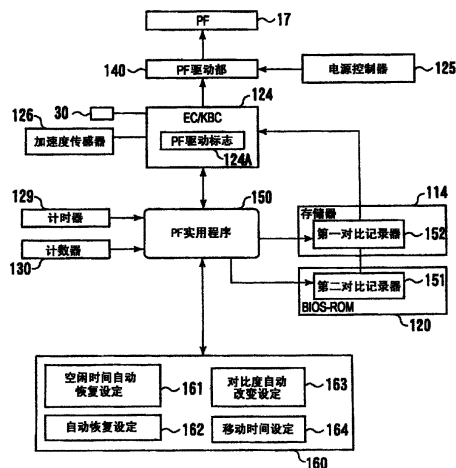 PF
17
140
PF驱动部
电源控制器
125
124
126
30
EC/KBC
加速度传感器
PF驱动标志
124A
129
150
114
计时器
存储器
PF实用程序
第一对比记录器
152
计数器
130
第二对比记录器
151
BIOS-ROM
120
空闲时间自动
恢复设定
161
对比度自动
改变设定
163
自动恢复设定
162
移动时间设定
164
160